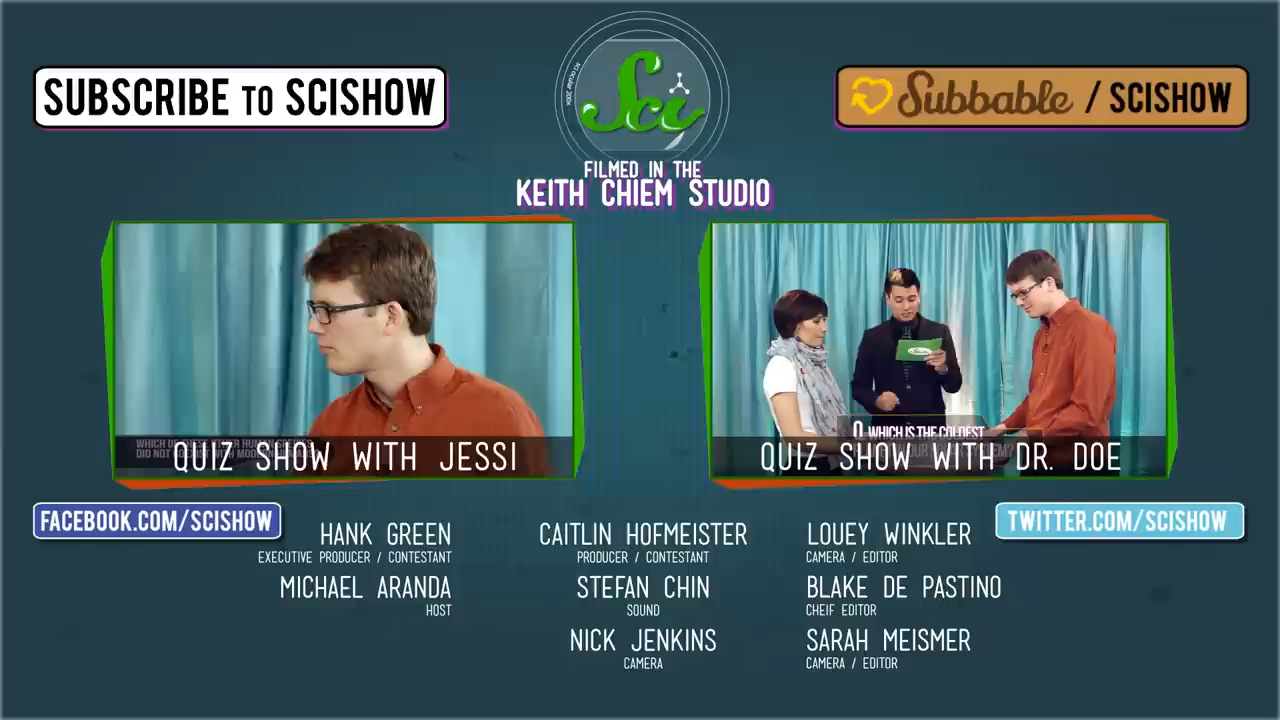 SUBSCRIBE TO SCISHOW
Sci
Subbable / SCISHOW
FILMED IN THE
KEITH CHIEM STUDIO
QUIZ SHOW WITH JESSI
Q. WHICH IS THE COLDEST
QUIZ SHOW WITH DR. DOE
FACEBOOK.COM/SCISHOW
TWITTER.COM/SCISHOW
HANK GREEN
EXECUTIVE PRODUCER / CONTESTANT
MICHAEL ARANDA
HOST
CAITLIN HOFMEISTER
PRODUCER / CONTESTANT
STEFAN CHIN
SOUND
NICK JENKINS
CAMERA
LOUEY WINKLER
CAMERA / EDITOR
BLAKE DE PASTINO
CHEIF EDITOR
SARAH MEISMER
CAMERA / EDITOR